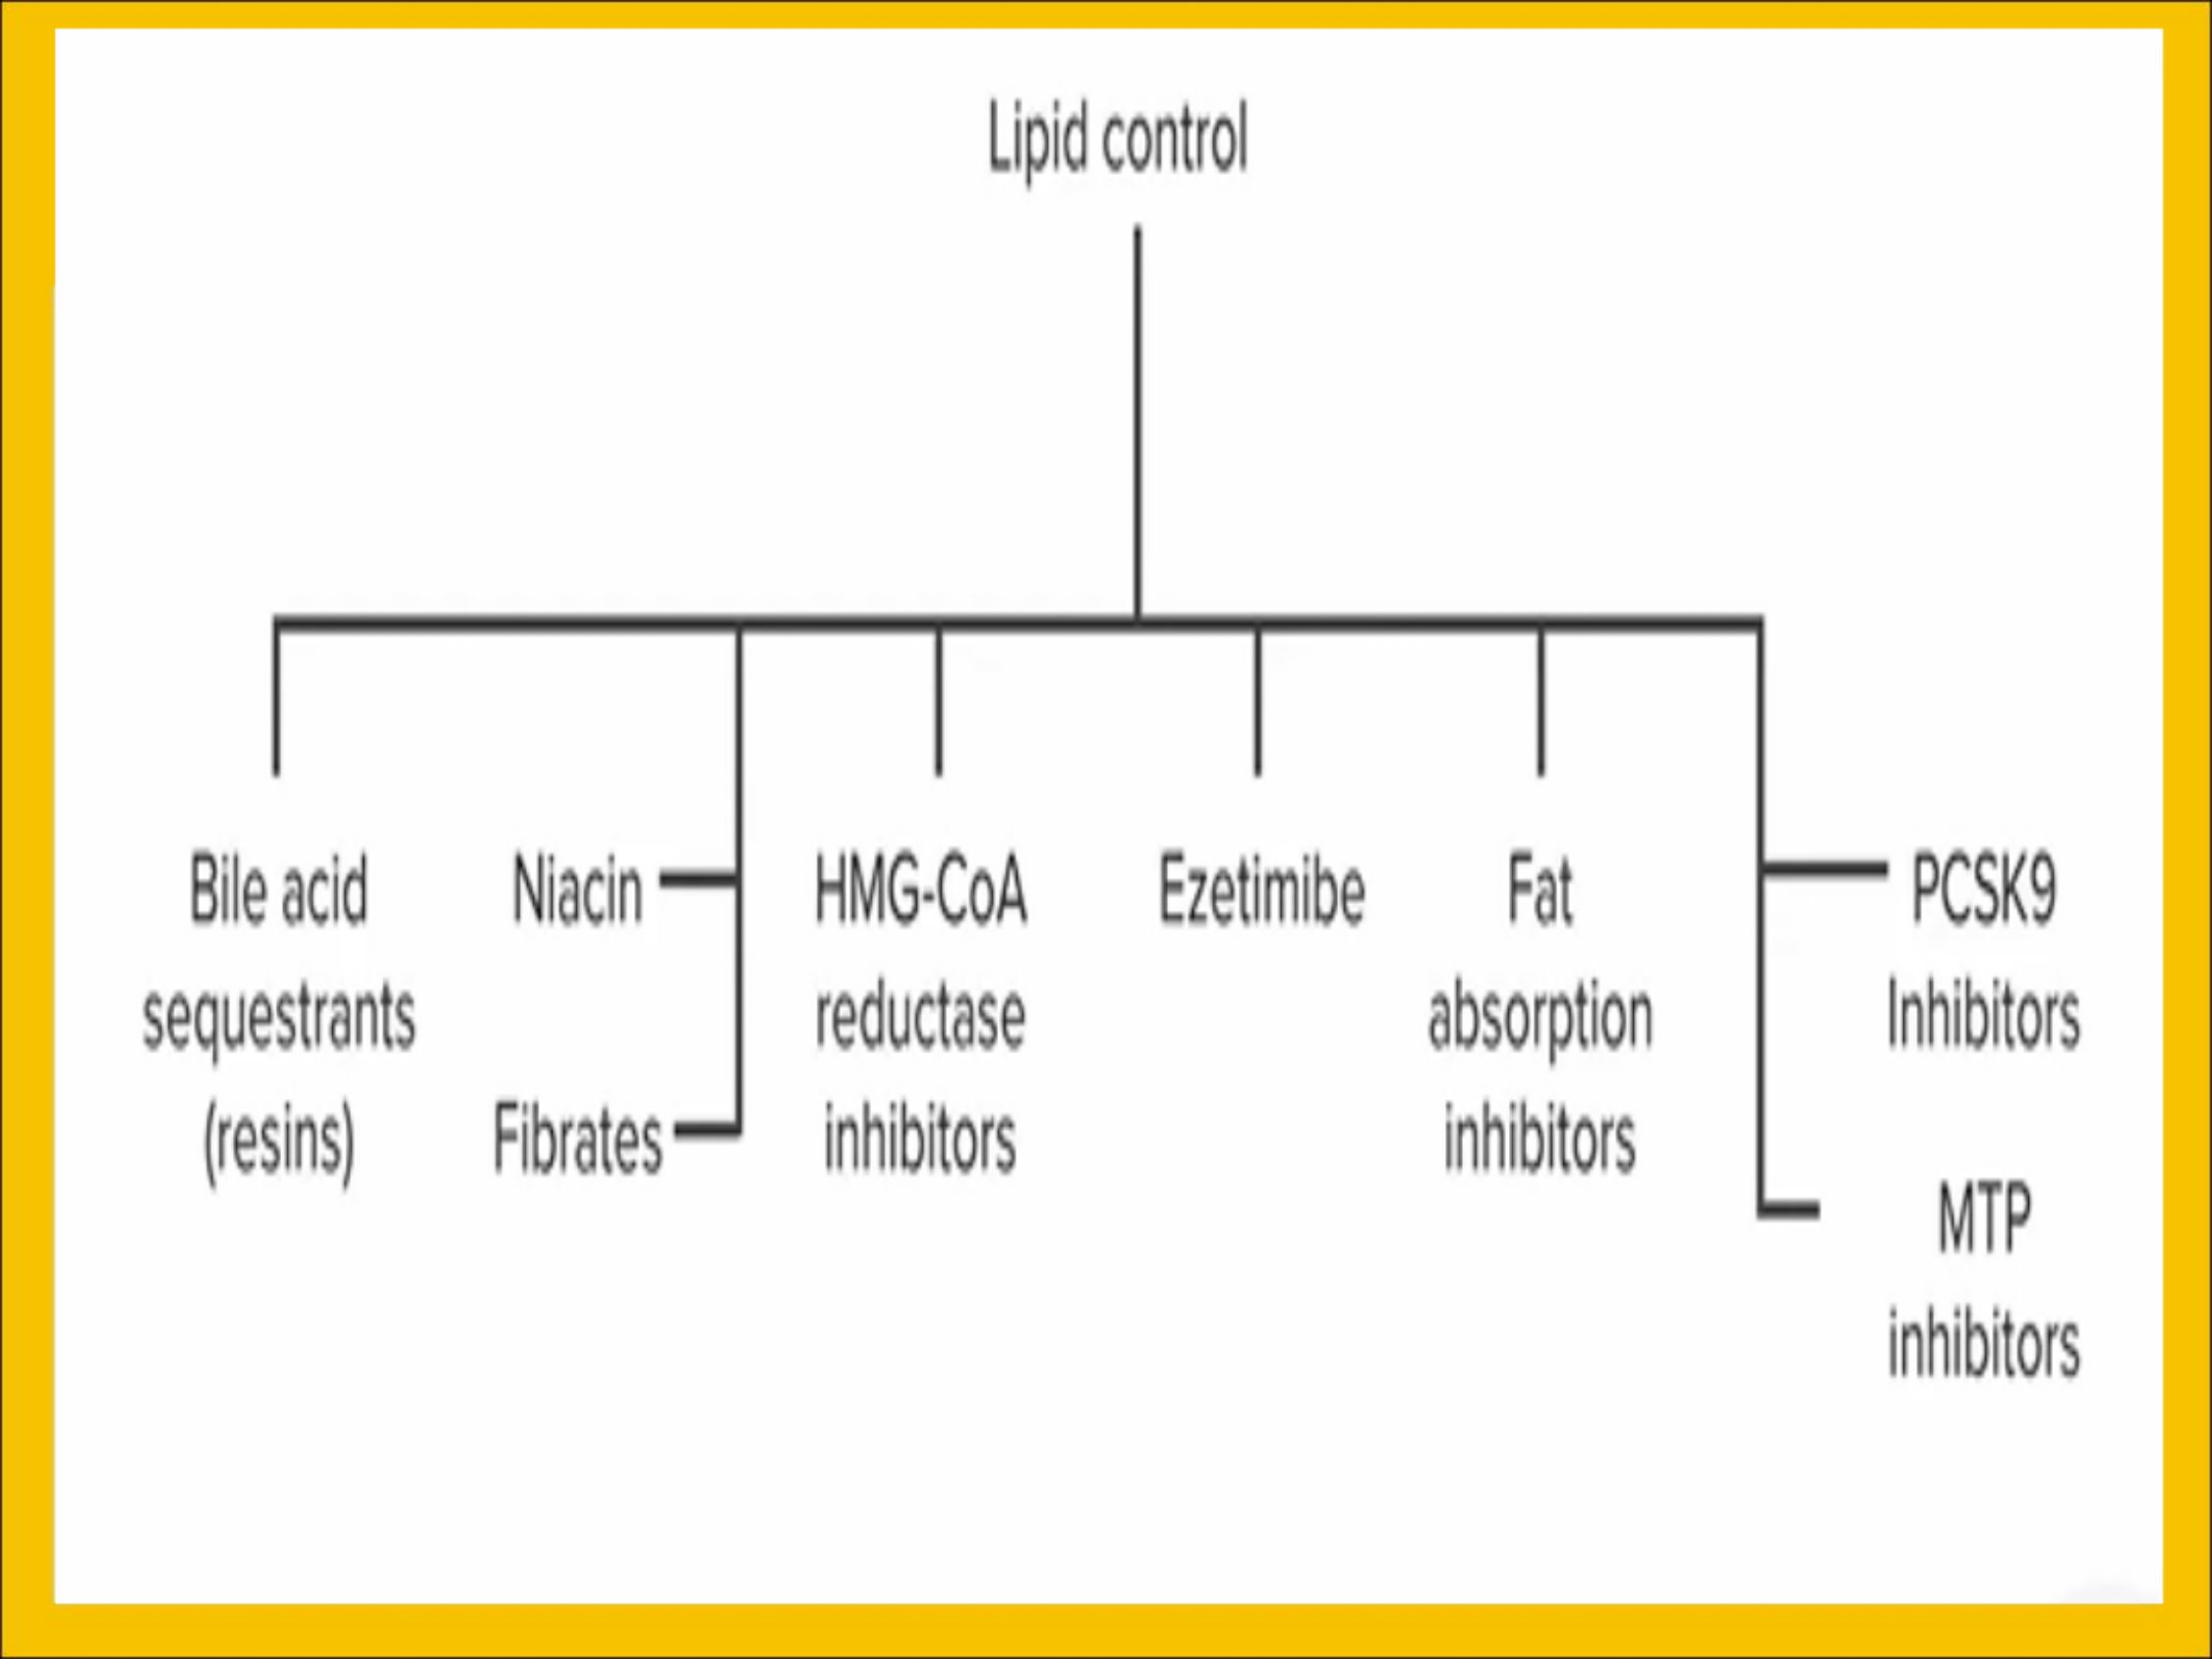 Lipid control
Bile acid
sequestrants
(resins)
Niacin
Fibrates
HMG-CoA
reductase
inhibitors
Ezetimibe
Fat
absorption
inhibitors
PCSK9
Inhibitors
MTP
inhibitors